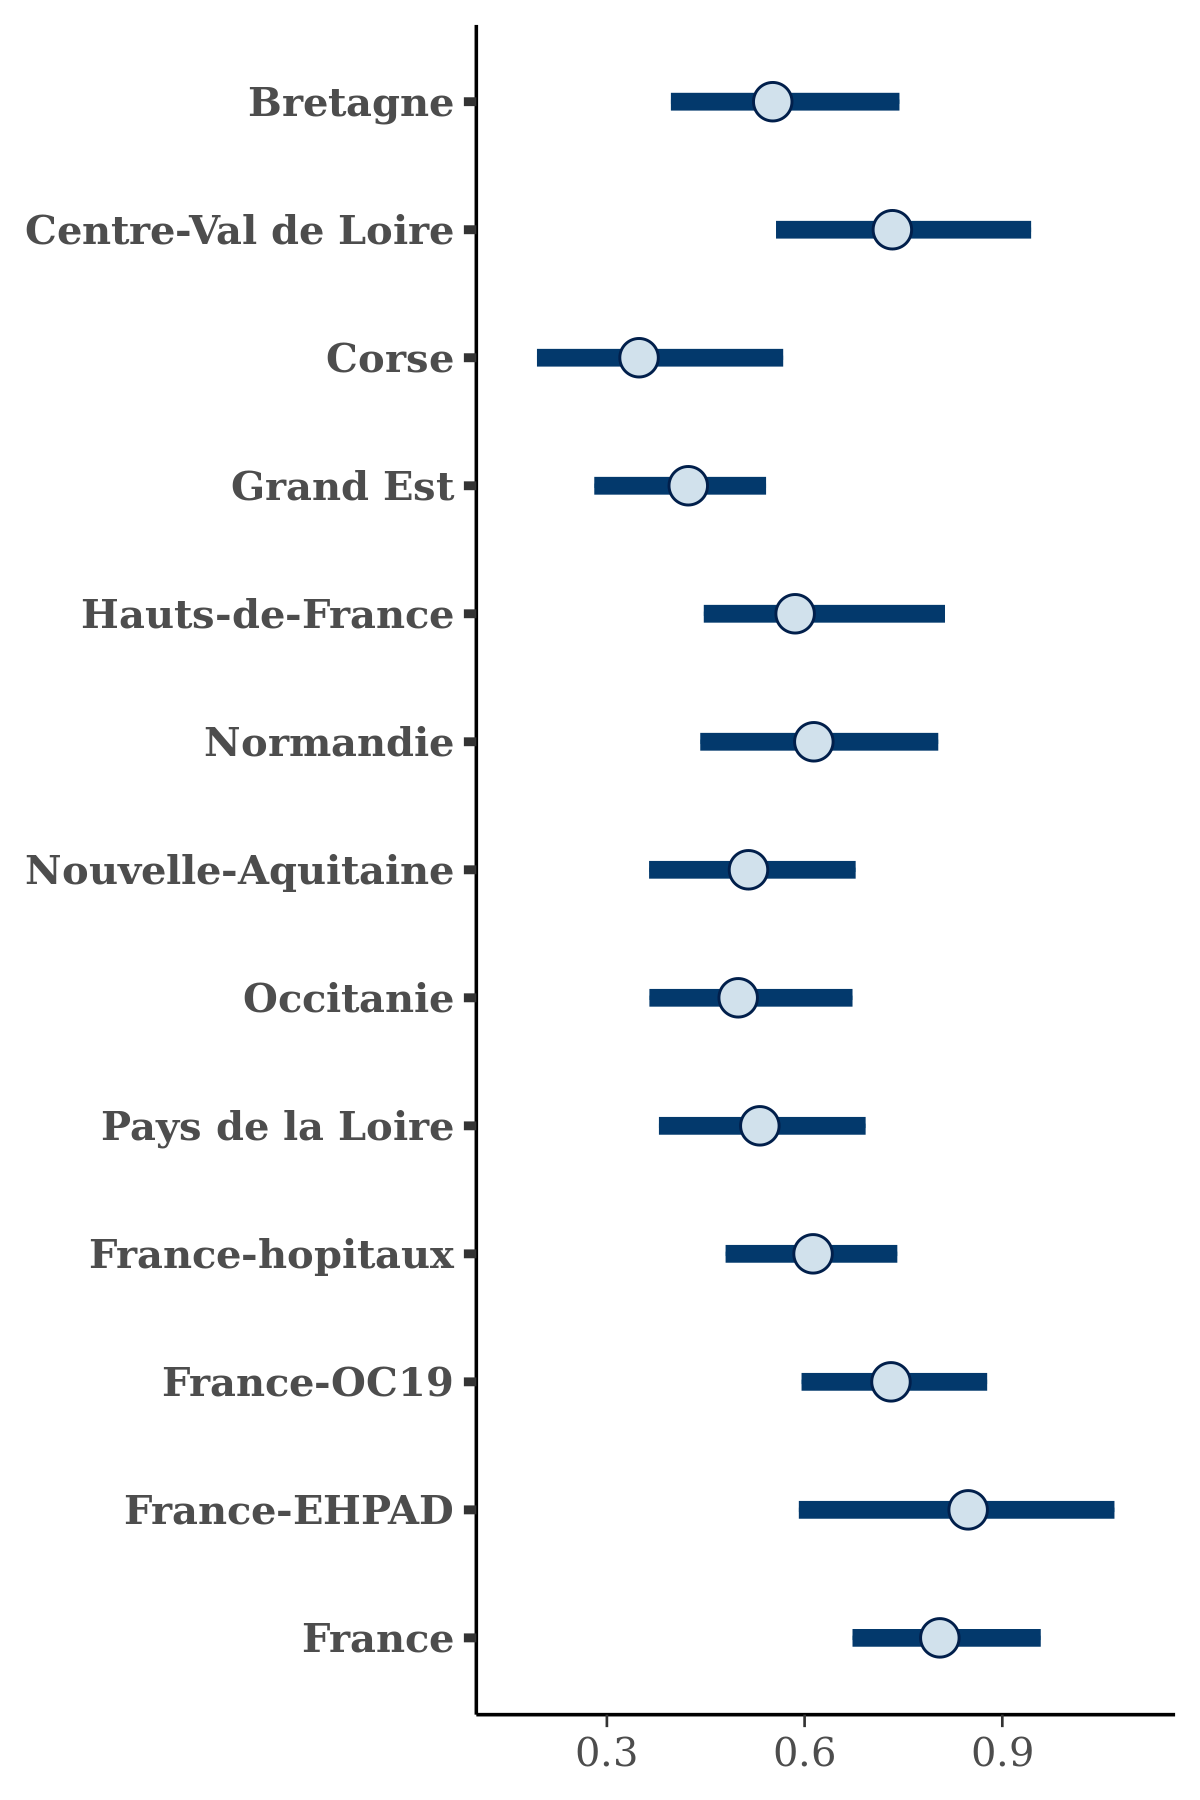 Bretagne
Centre-Val de Loire
Corse
Grand Est
Hauts-de-France
Normandie
Nouvelle-Aquitaine
Occitanie
Pays de la Loire
France-hopitaux
France-OC19
France-EHPAD
France
0.3 0.6 0.9